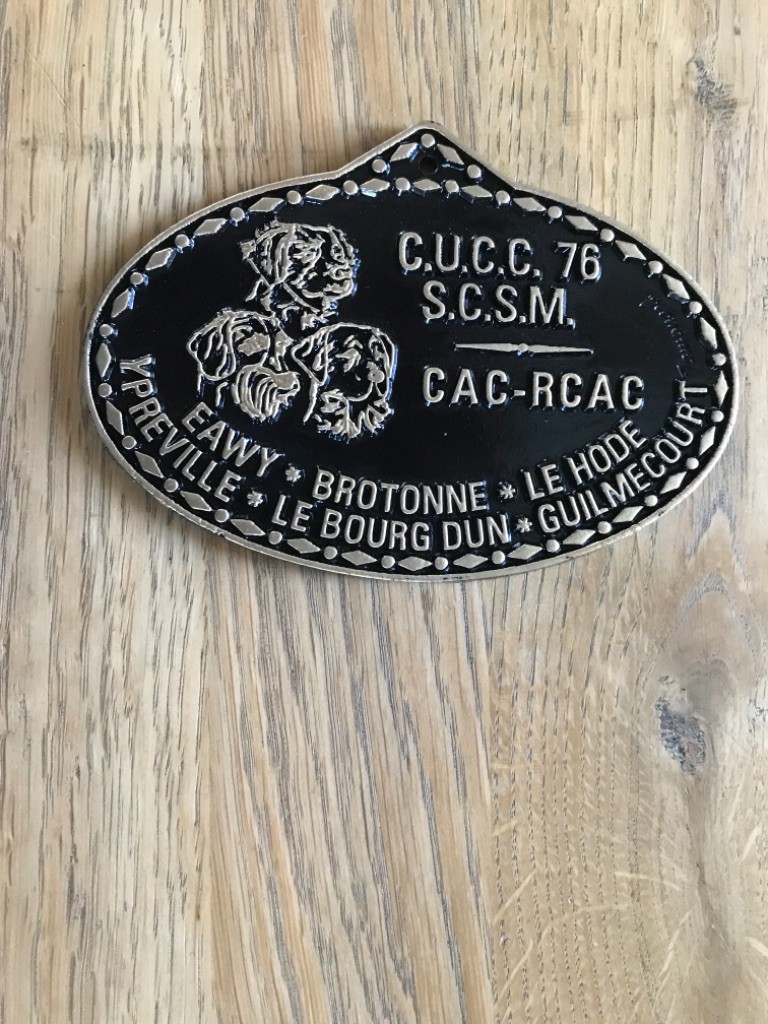 C.U.C.C. 76
S.C.S.M.
CAC-RCAC
EAWY * BROTONNE * LE HODE
YPREVILLE * LE BOURG DUN * GUILMECOURT